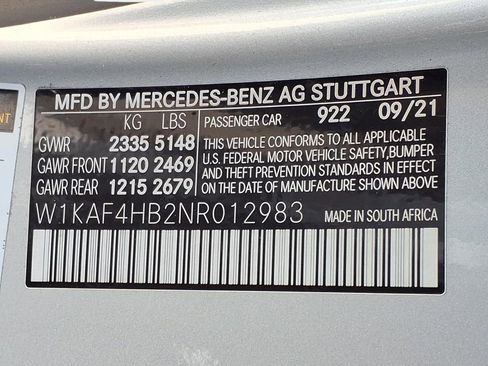 MFD BY MERCEDES-BENZ AG STUTTGART
KG LBS PASSENGER CAR 922 09/21
GVWR 2335 5148
GAWR FRONT 1120 2469
GAWR REAR 1215 2679
THIS VEHICLE CONFORMS TO ALL APPLICABLE
U.S. FEDERAL MOTOR VEHICLE SAFETY,BUMPER
AND THEFT PREVENTION STANDARDS IN EFFECT
ON THE DATE OF MANUFACTURE SHOWN ABOVE
W1KAF4HB2NR012983 MADE IN SOUTH AFRICA